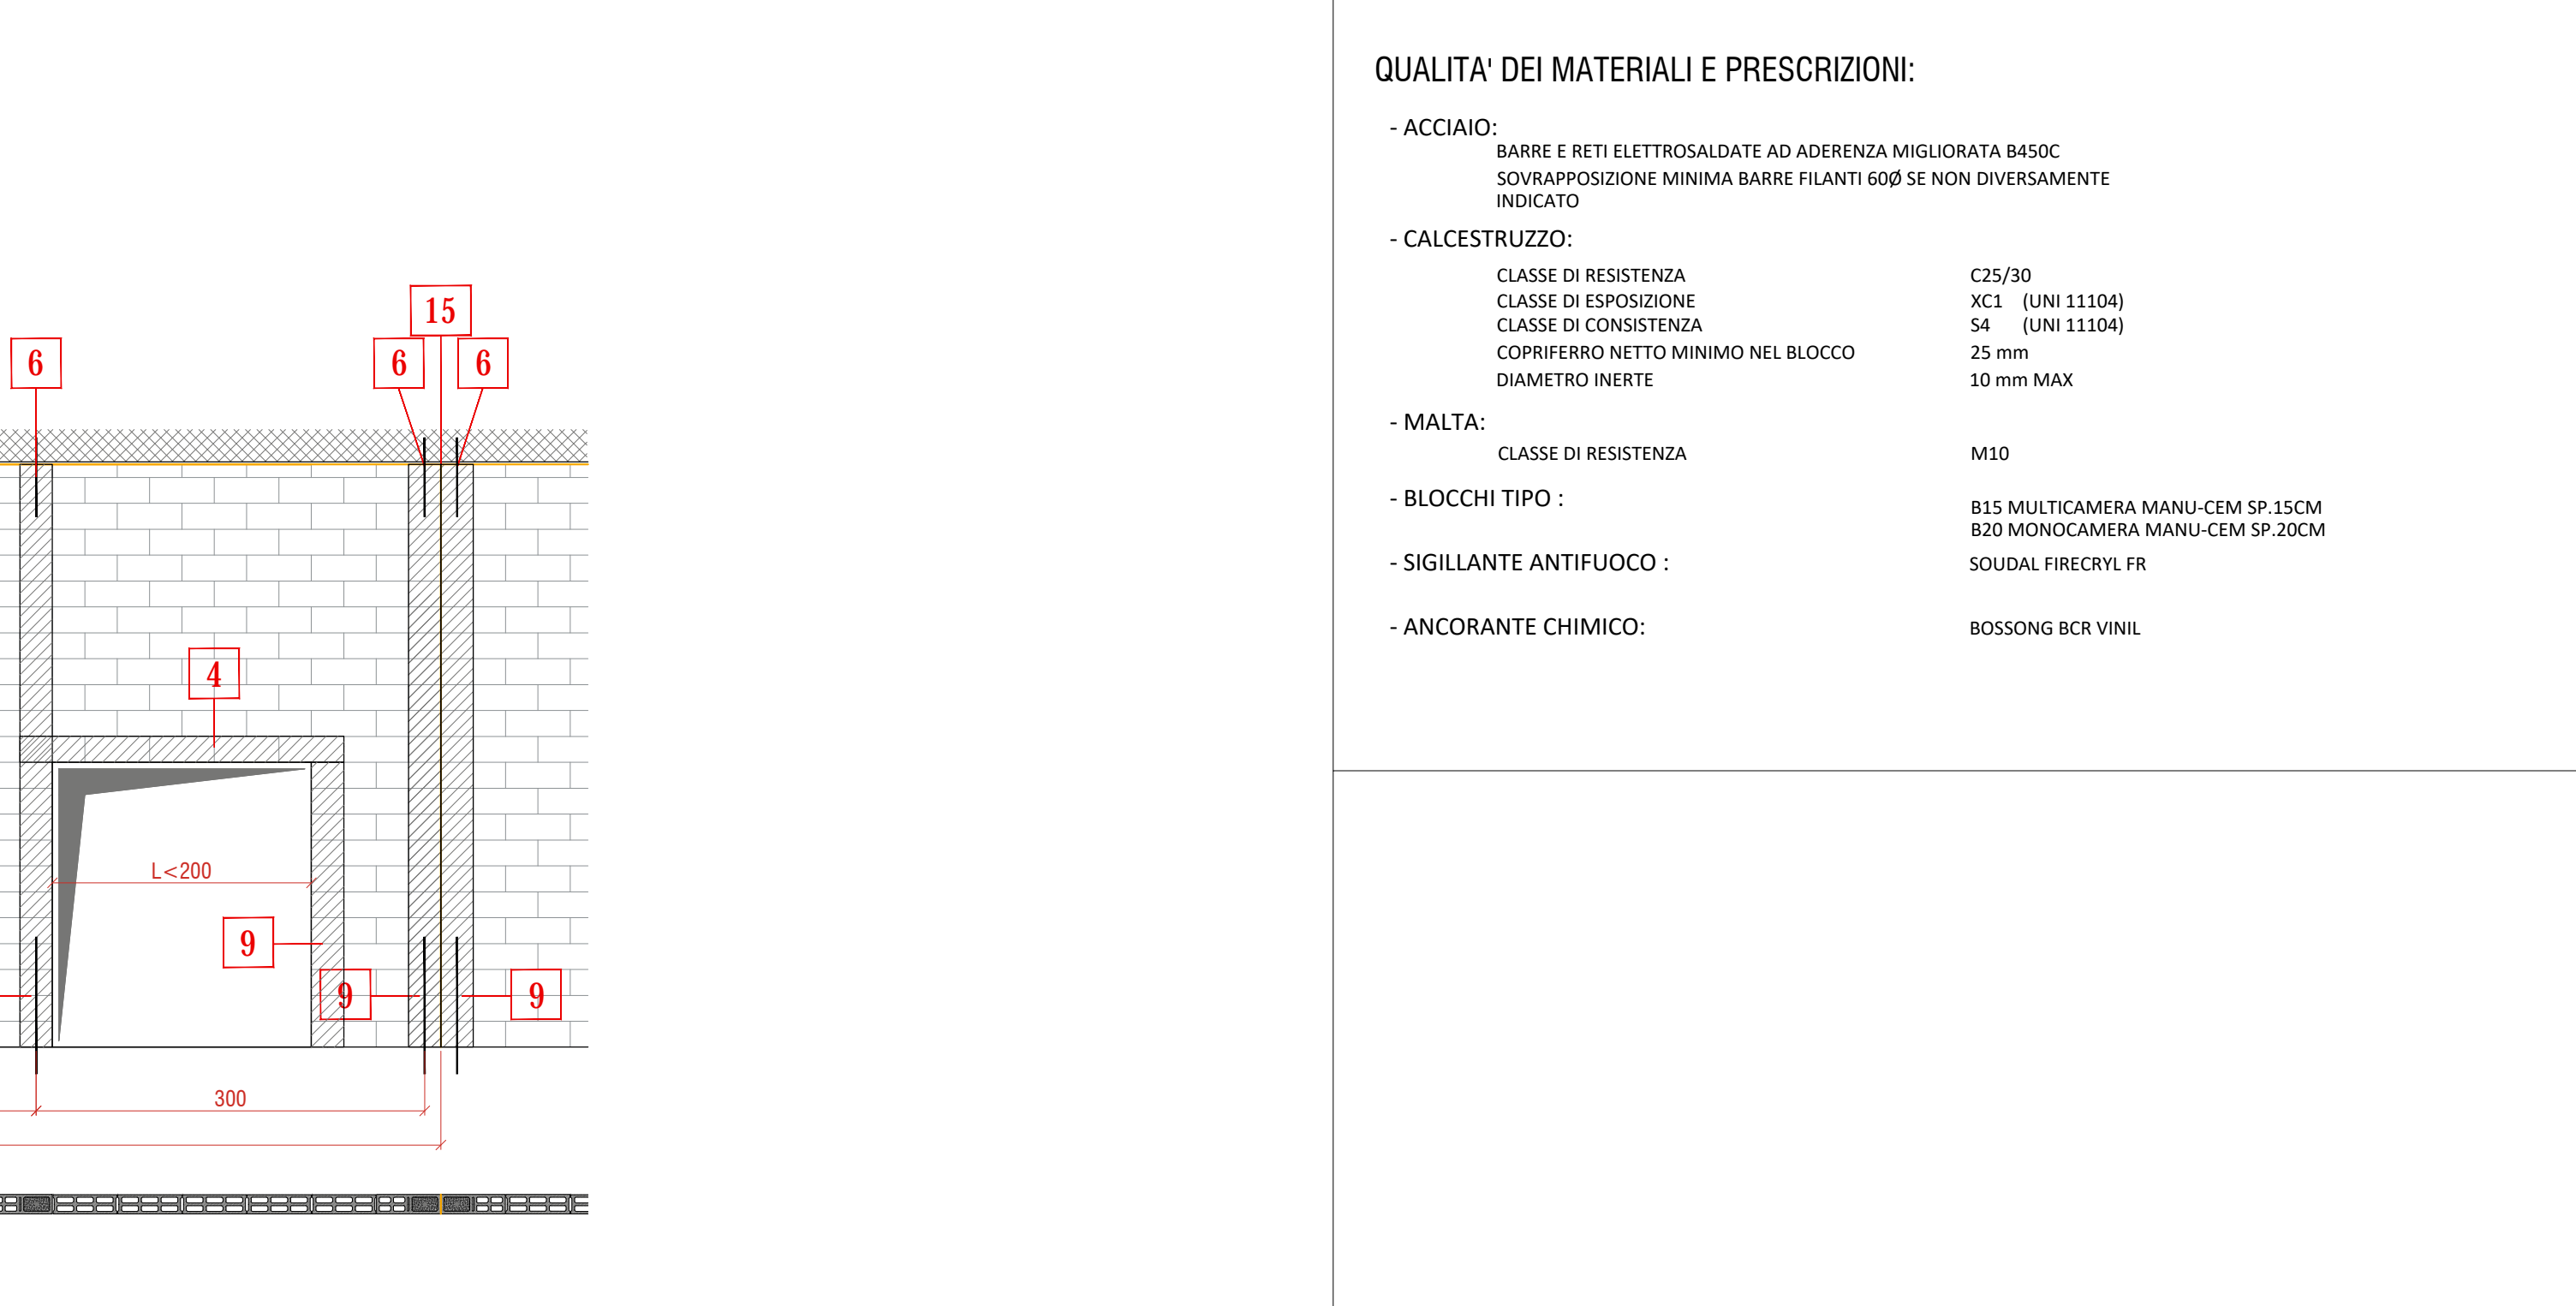 QUALITA' DEI MATERIALI E PRESCRIZIONI:
- ACCIAIO:
BARRE E RETI ELETTROSALDATE AD ADERENZA MIGLIORATA B450C
SOVRAPPOSIZIONE MINIMA BARRE FILANTI 60Ø SE NON DIVERSAMENTE
INDICATO
- CALCESTRUZZO:
CLASSE DI RESISTENZA C25/30
CLASSE DI ESPOSIZIONE XC1 (UNI 11104)
CLASSE DI CONSISTENZA S4 (UNI 11104)
COPRIFERRO NETTO MINIMO NEL BLOCCO 25 mm
DIAMETRO INERTE 10 mm MAX
- MALTA:
CLASSE DI RESISTENZA M10
- BLOCCHI TIPO :
B15 MULTICAMERA MANU-CEM SP.15CM
B20 MONOCAMERA MANU-CEM SP.20CM
- SIGILLANTE ANTIFUOCO : SOUDAL FIRECRYL FR
- ANCORANTE CHIMICO: BOSSONG BCR VINIL
15
6 6 6
4
L<200
9
9 9
300